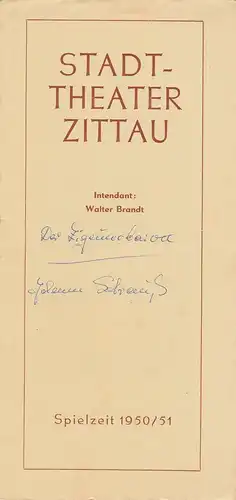 STADT-
THEATER
ZITTAU
Intendant:
Walter Brandt
Der Zigeunerbaron
Johann Strauß
Spielzeit 1950/51